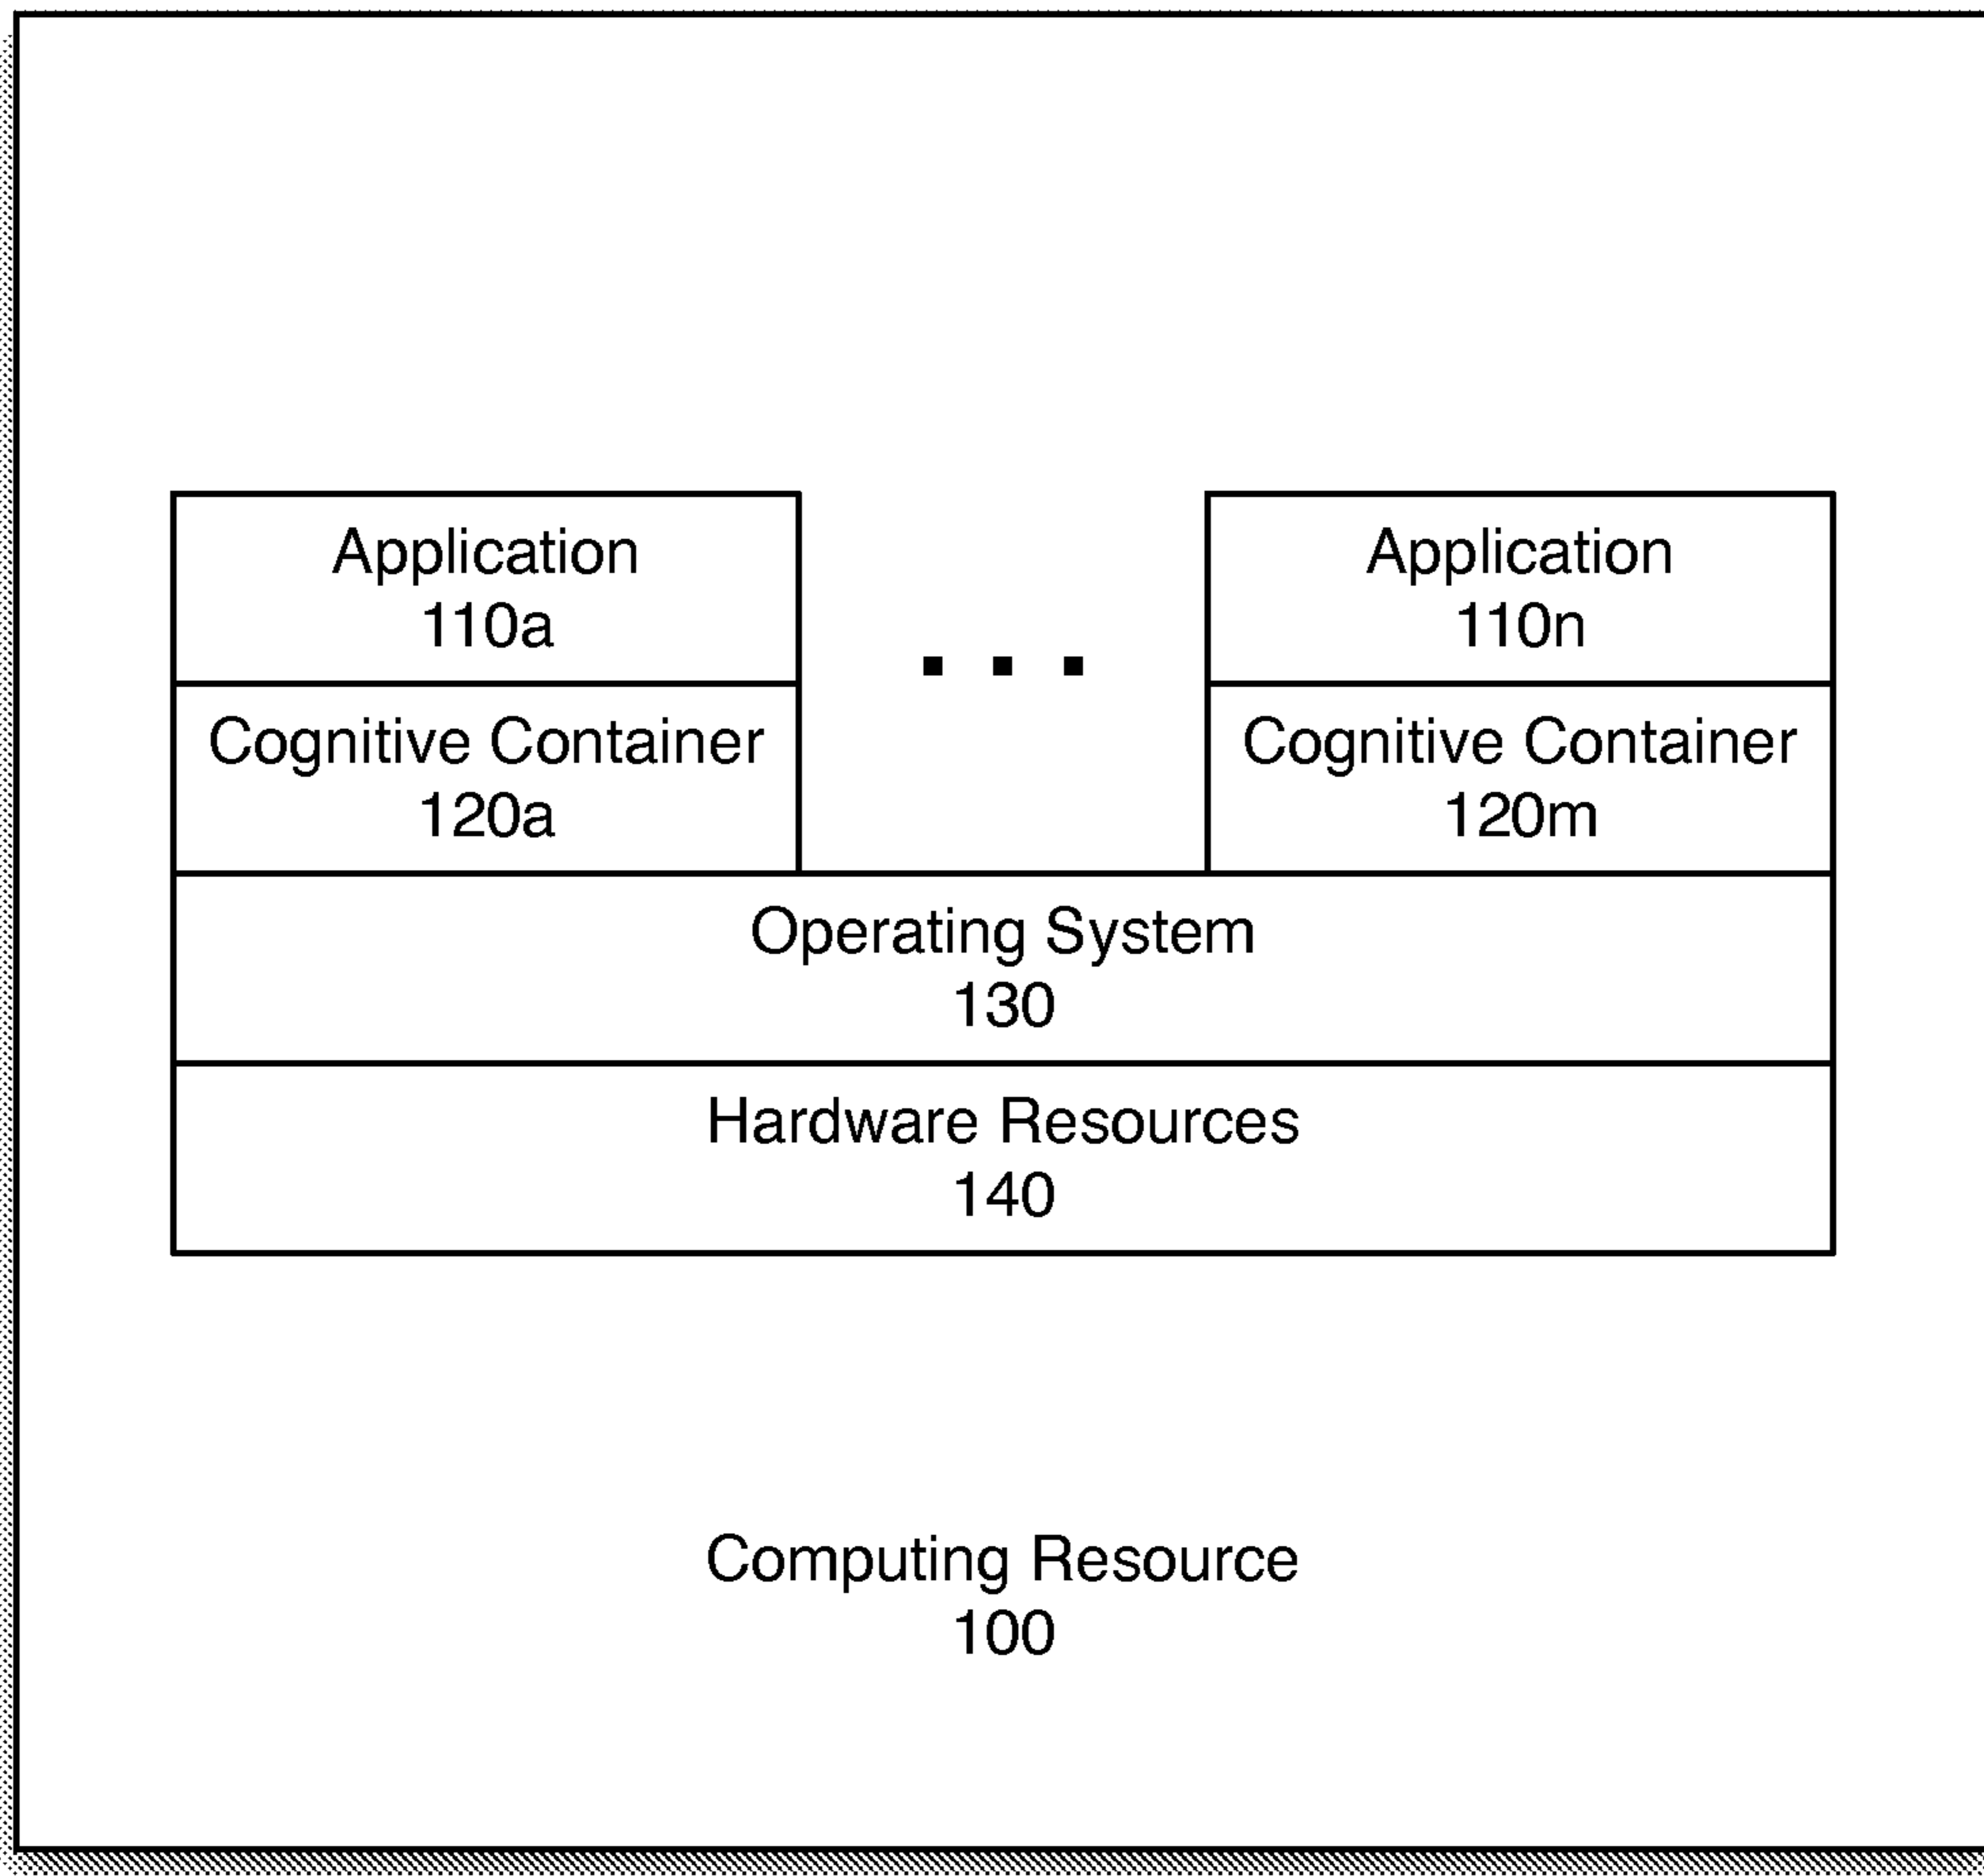 Application
110a
Cognitive Container
120a
. . .
Application
110n
Cognitive Container
120m
Operating System
130
Hardware Resources
140
Computing Resource
100